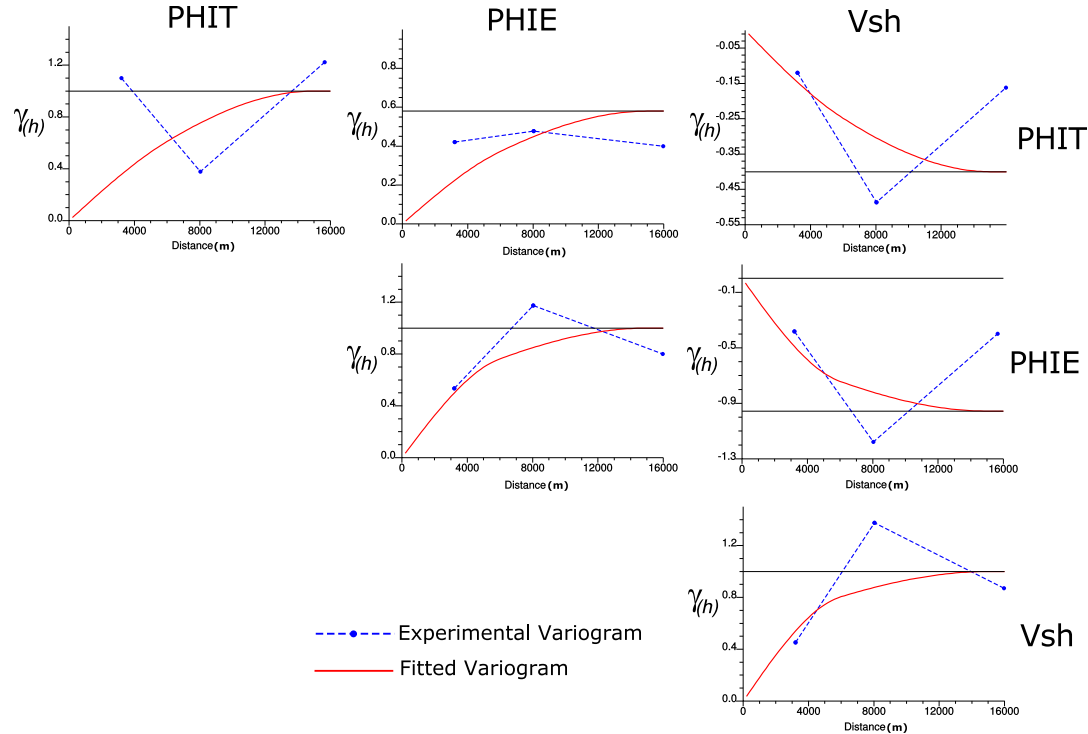 PHIT
PHIE
Vsh
1.2
γ(h)
0.8
0.4
0.0
0 4000 8000 12000 16000
Distance(m)
0.8
0.6
γ(h)
0.4
0.2
0.0
0 4000 8000 12000 16000
Distance(m)
-0.05
-0.15
γ(h)
-0.25
-0.35
-0.45
-0.55
0 4000 8000 12000
Distance(m)
PHIT
1.2
γ(h)
0.8
0.4
0.0
0 4000 8000 12000 16000
Distance(m)
-0.1
-0.5
γ(h)
-0.9
-1.3
0 4000 8000 12000 16000
Distance(m)
PHIE
1.2
γ(h)
0.8
0.4
0.0
0 4000 8000 12000 16000
Distance(m)
Vsh
Experimental Variogram
Fitted Variogram